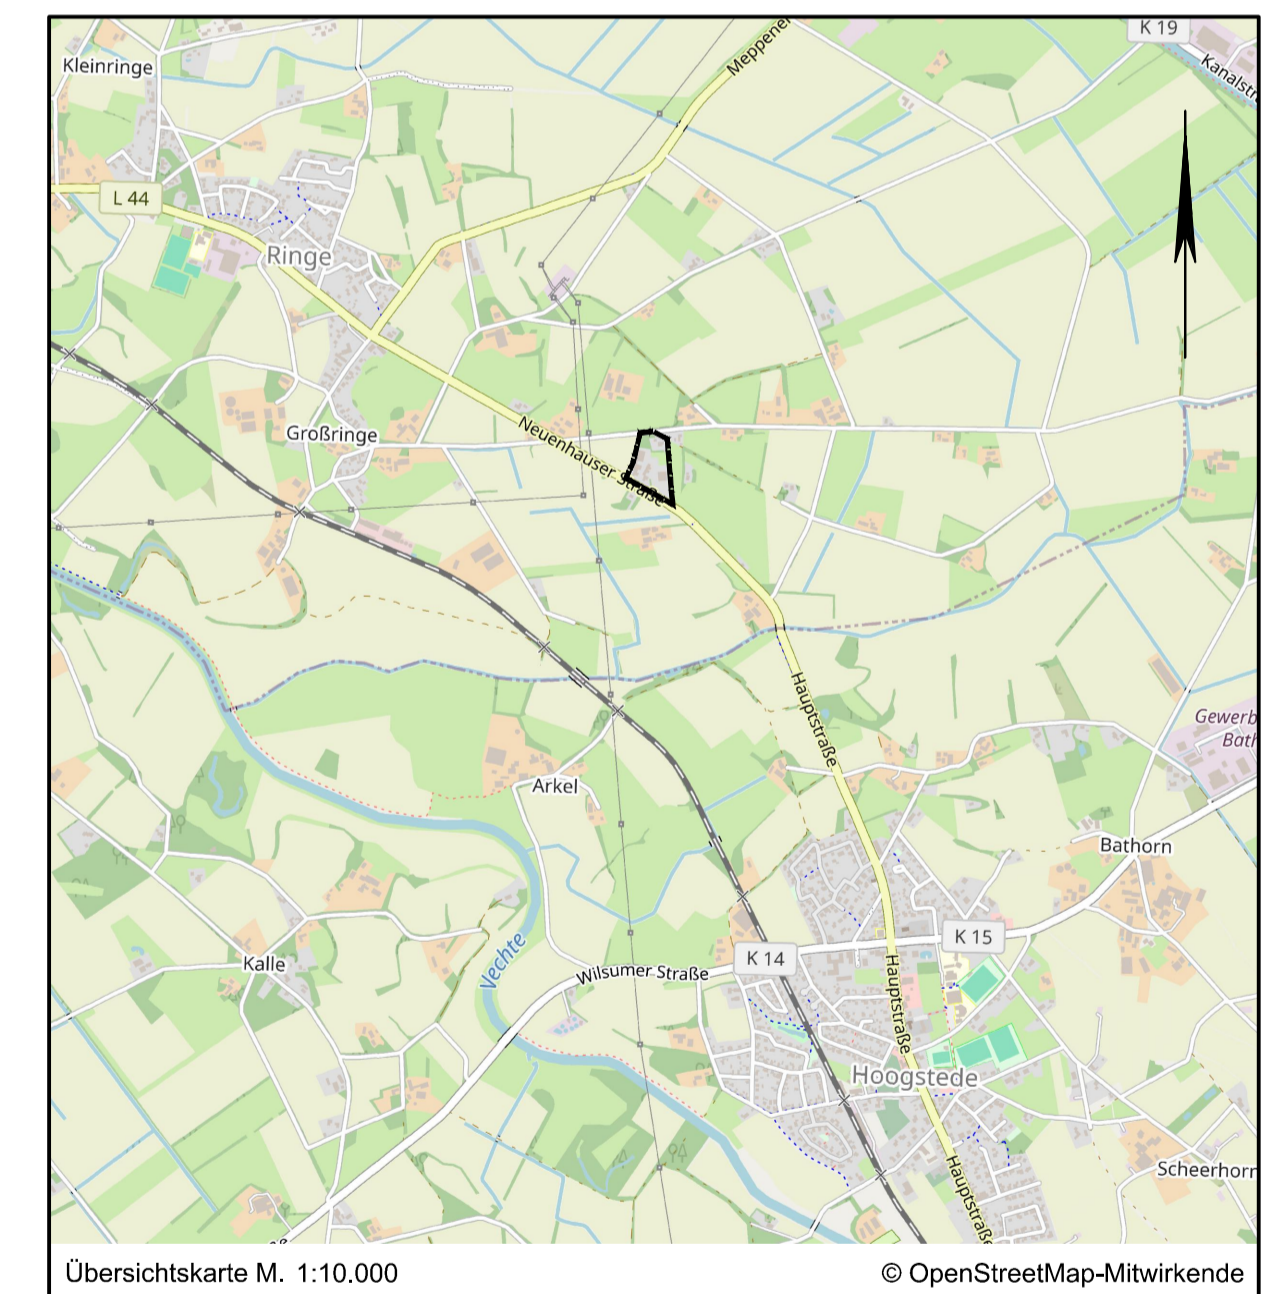 K 19
Meppener
Kleinringe
Kanalstr
L 44
Ringe
Neuenhauser Straße
Großringe
Hauptstraße
Gewerb
Bath
Arkel
Bathorn
K 15
K 14
Vechte
Kalle
Wilsumer Straße
Hauptstraße
Hoogstede
Hauptstraße
Scheerhorn
Übersichtskarte M. 1:10.000
© OpenStreetMap-Mitwirkende